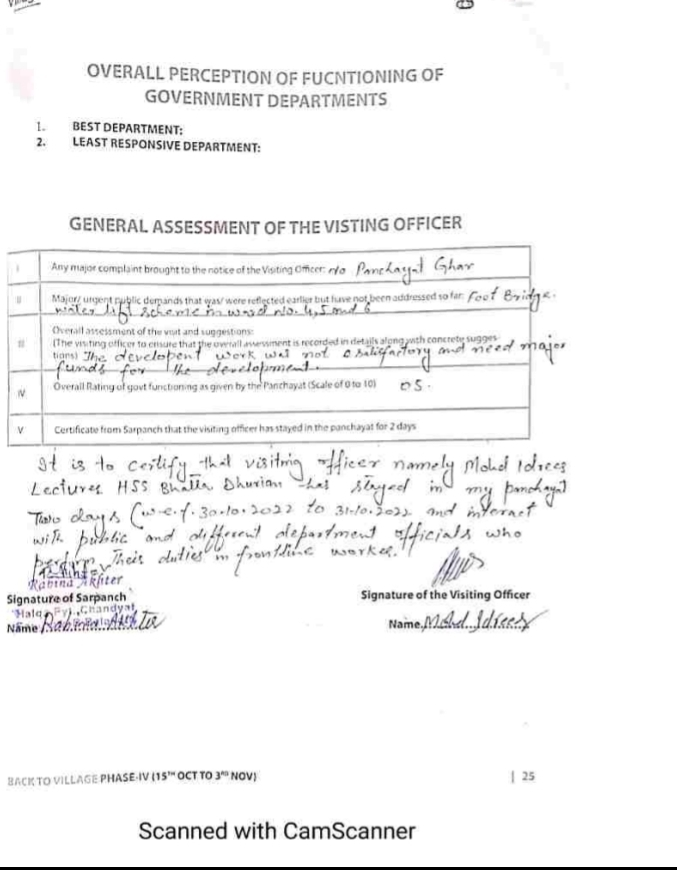 OVERALL PERCEPTION OF FUCNTIONING OF
GOVERNMENT DEPARTMENTS
1. BEST DEPARTMENT:
2. LEAST RESPONSIVE DEPARTMENT:
GENERAL ASSESSMENT OF THE VISTING OFFICER
I Any major complaint brought to the notice of the Visiting Officer: No Panchayat Ghar
II Major/ urgent public demands that was/ were reflected earlier but have not been addressed so far: Foot Bridge.
water lift scheme in ward no. 4, 5 and 6
III Overall assessment of the visit and suggestions:
(The visiting officer to ensure that the overall assessment is recorded in details along with concrete sugges-
tions) The developent work was not satisfactory and need major
funds for the development.
IV Overall Rating of govt functioning as given by the Panchayat (Scale of 0 to 10) 05.
V Certificate from Sarpanch that the visiting officer has stayed in the panchayat for 2 days
It is to certify that visiting officer namely Mohd Idrees
Lecturer HSS Bhatta Dhurian has stayed in my panchayat
Two days (w.e.f. 30.10.2022 to 31.10.2022 and interact
with public and different department officials who
perform Their duties in frontline worker.
Rabina Akhter
Signature of Sarpanch
Signature of the Visiting Officer
Halqa Pyt. Chandyal
Name Rabina Akhter
Name Mohd Idrees
BACK TO VILLAGE PHASE-IV (15TH OCT TO 3RD NOV)
| 25
Scanned with CamScanner